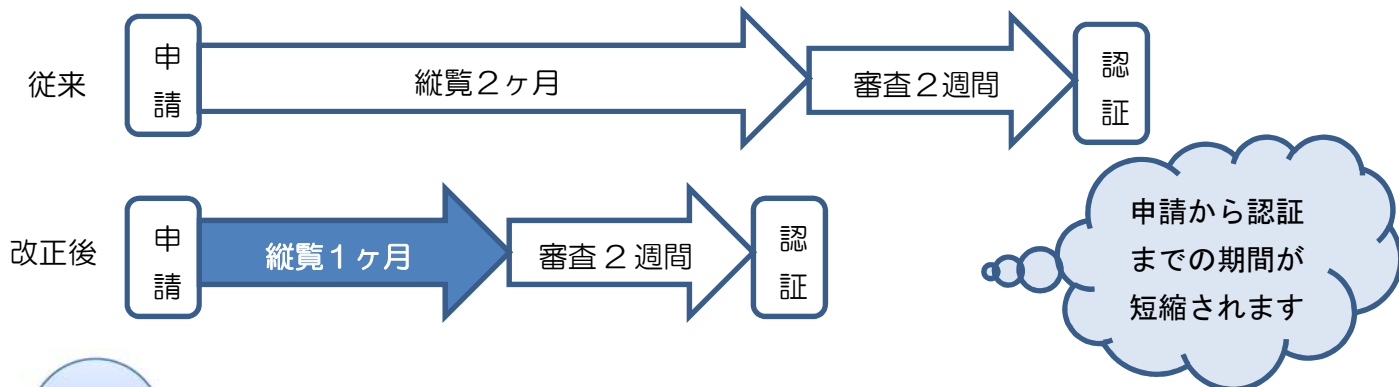 従来
申請
縦覧2ヶ月
審査2週間
認証
改正後
申請
縦覧1ヶ月
審査2週間
認証
申請から認証
までの期間が
短縮されます